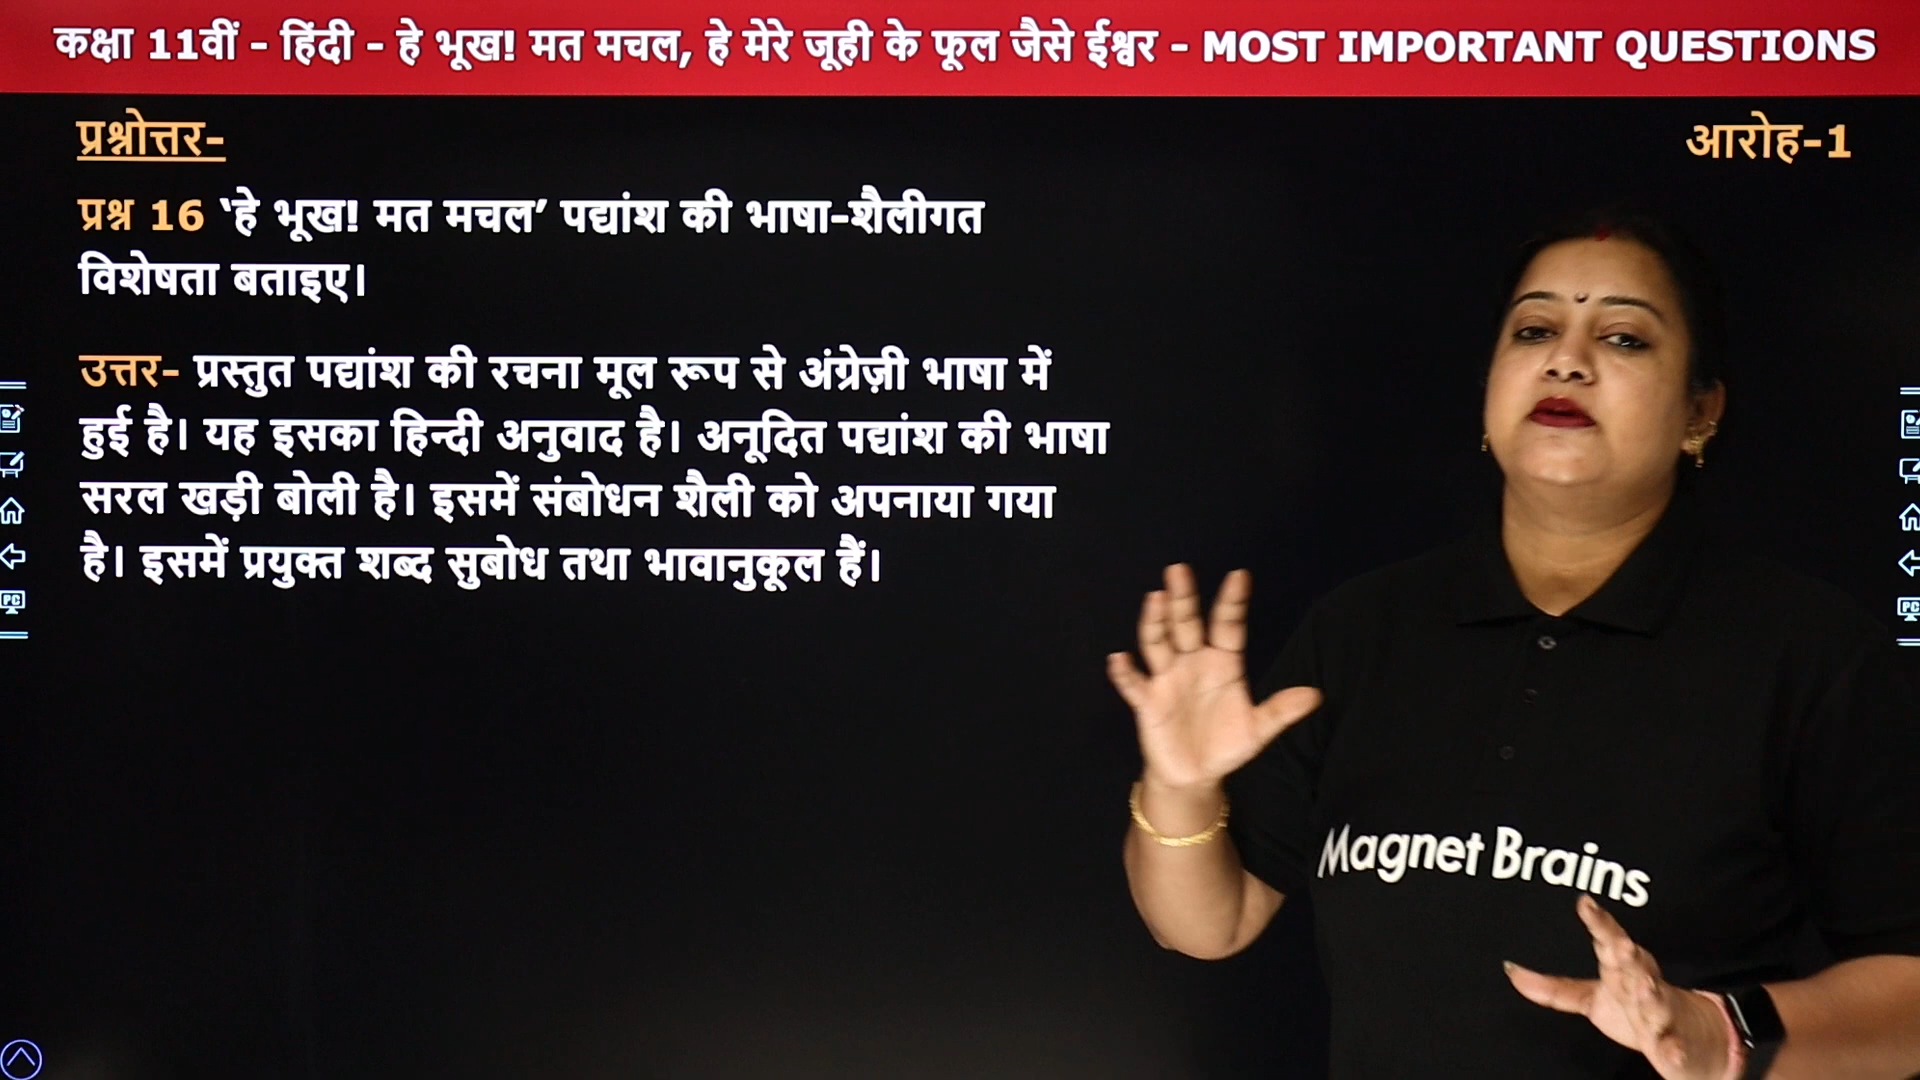 कक्षा 11वीं - हिंदी - हे भूख! मत मचल, हे मेरे जूही के फूल जैसे ईश्वर - MOST IMPORTANT QUESTIONS
प्रश्नोत्तर-
आरोह-1
प्रश्न 16 ‘हे भूख! मत मचल’ पद्यांश की भाषा-शैलीगत
विशेषता बताइए।
उत्तर- प्रस्तुत पद्यांश की रचना मूल रूप से अंग्रेज़ी भाषा में
हुई है। यह इसका हिन्दी अनुवाद है। अनूदित पद्यांश की भाषा
सरल खड़ी बोली है। इसमें संबोधन शैली को अपनाया गया
है। इसमें प्रयुक्त शब्द सुबोध तथा भावानुकूल हैं।
PC
PC
Magnet Brains